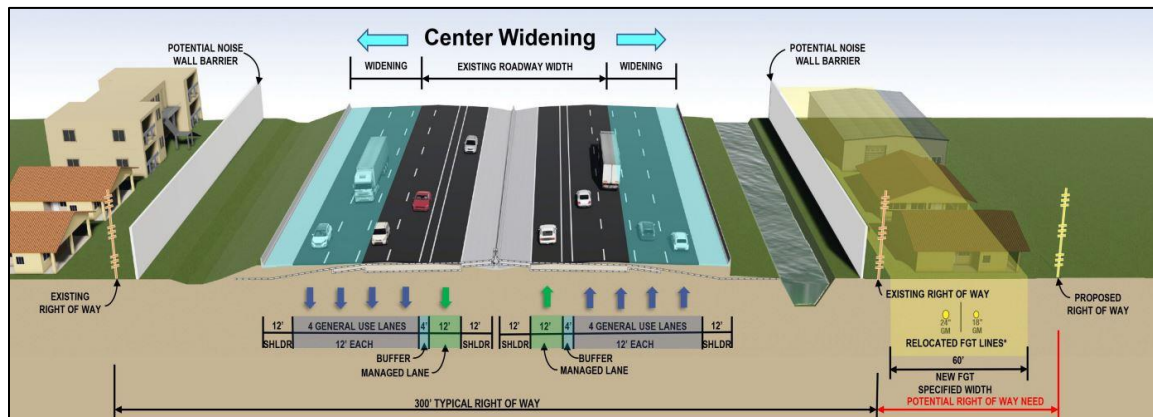 Center Widening
POTENTIAL NOISE
WALL BARRIER
WIDENING
EXISTING ROADWAY WIDTH
WIDENING
POTENTIAL NOISE
WALL BARRIER
EXISTING
RIGHT OF WAY
EXISTING
RIGHT OF WAY
PROPOSED
RIGHT OF WAY
12'
SHLDR
4 GENERAL USE LANES
12' EACH
4'
12'
12'
SHLDR
BUFFER
MANAGED LANE
12'
SHLDR
12'
4'
4 GENERAL USE LANES
12' EACH
12'
SHLDR
BUFFER
MANAGED LANE
24"
GM
18"
GM
RELOCATED FGT LINES*
60'
NEW FGT
SPECIFIED WIDTH
POTENTIAL RIGHT OF WAY NEED
300' TYPICAL RIGHT OF WAY